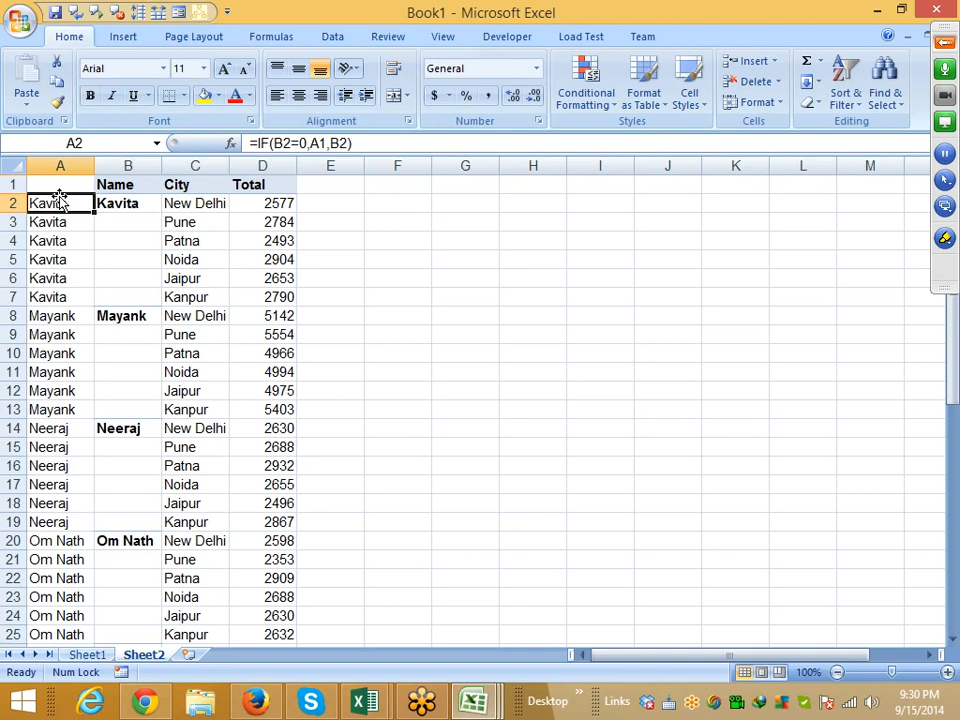 Book1 - Microsoft Excel
Home Insert Page Layout Formulas Data Review View Developer Load Test Team
Paste
Arial 11
General
Conditional Formatting
Format as Table
Cell Styles
Insert
Delete
Format
Sort & Filter
Find & Select
Clipboard Font Alignment Number Styles Cells Editing
A2 fx =IF(B2=0,A1,B2)
A B C D E F G H I J K L M
1 Name City Total
2 Kavita Kavita New Delhi 2577
3 Kavita Pune 2784
4 Kavita Patna 2493
5 Kavita Noida 2904
6 Kavita Jaipur 2653
7 Kavita Kanpur 2790
8 Mayank Mayank New Delhi 5142
9 Mayank Pune 5554
10 Mayank Patna 4966
11 Mayank Noida 4994
12 Mayank Jaipur 4975
13 Mayank Kanpur 5403
14 Neeraj Neeraj New Delhi 2630
15 Neeraj Pune 2688
16 Neeraj Patna 2932
17 Neeraj Noida 2655
18 Neeraj Jaipur 2496
19 Neeraj Kanpur 2867
20 Om Nath Om Nath New Delhi 2598
21 Om Nath Pune 2353
22 Om Nath Patna 2909
23 Om Nath Noida 2688
24 Om Nath Jaipur 2630
25 Om Nath Kanpur 2632
Sheet1 Sheet2
Ready Num Lock 100%
Desktop » Links
9:30 PM
9/15/2014